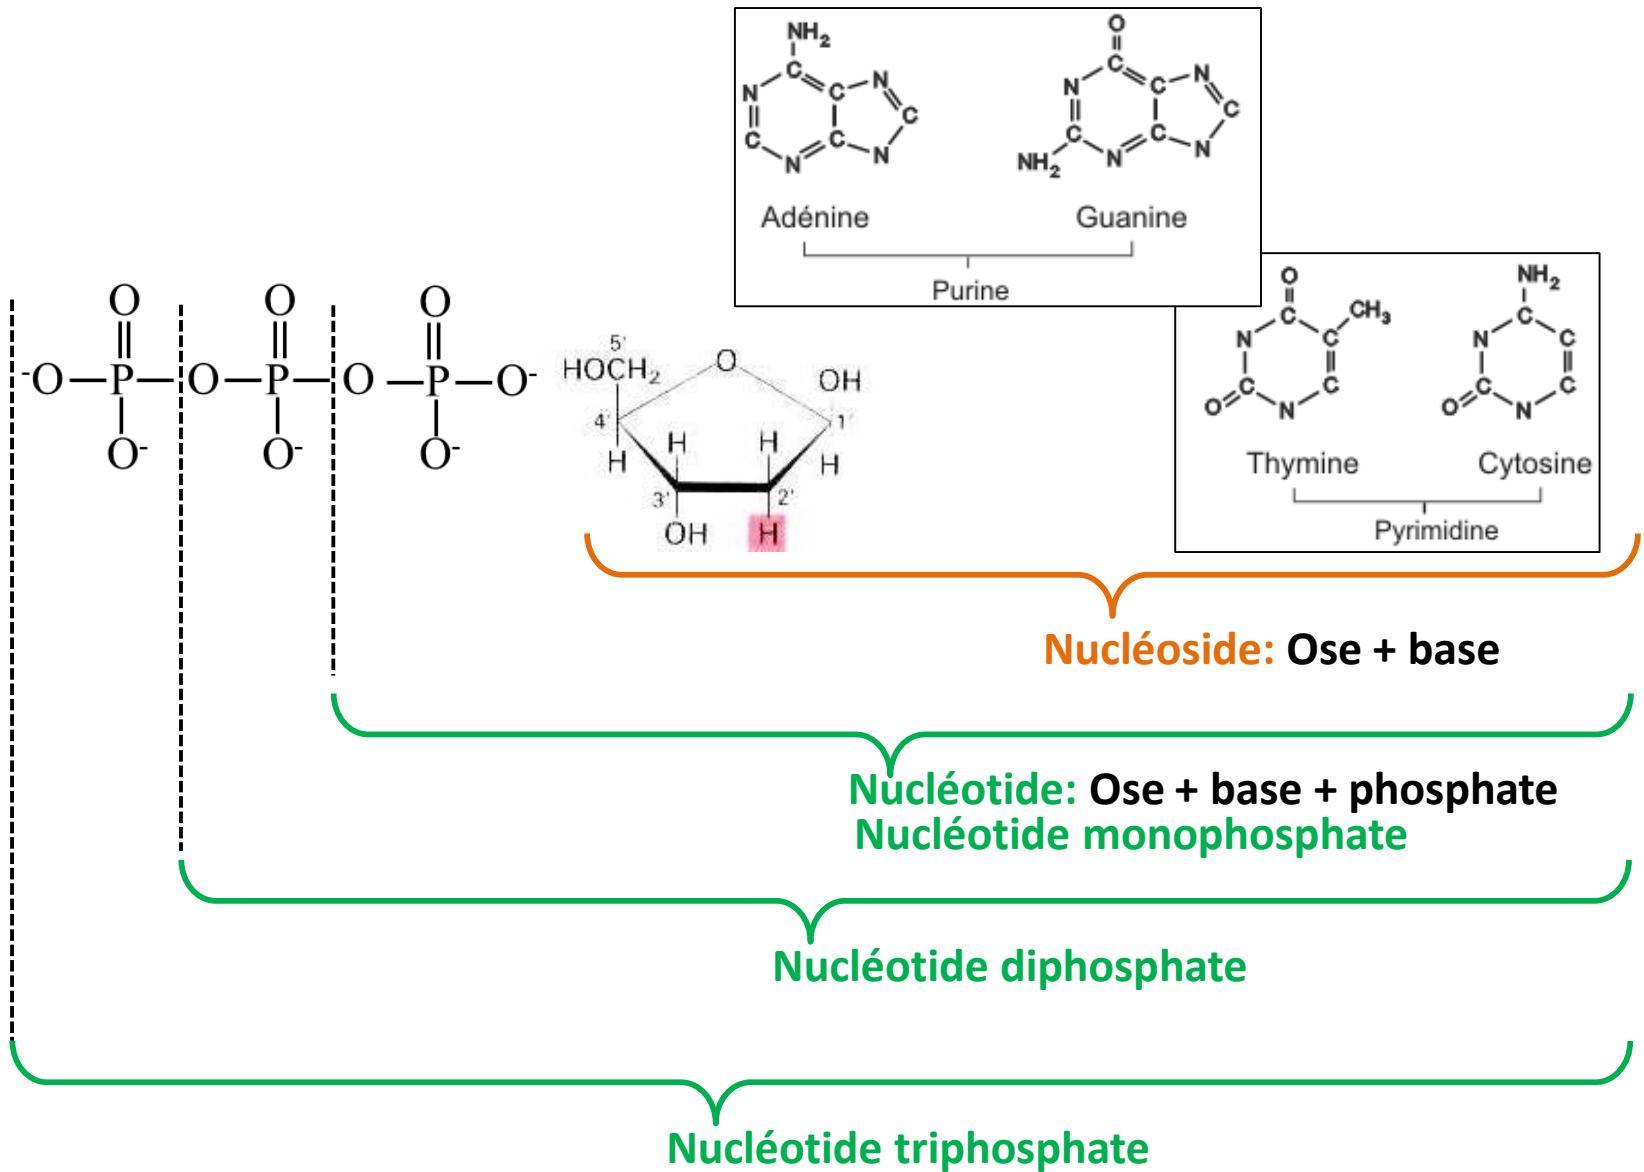 NH2
O
N
C
C
N
C
C
N
C
N
N
C
C
N
C
C
NH2
C
N
C
N
Adénine
Guanine
Purine
O
NH2
CH3
C
C
N
C
N
C
C
C
C
C
O
N
O
N
Thymine
Cytosine
Pyrimidine
O
O
O
-O
P
O
P
O
P
O-
O-
O-
O-
5'
HOCH2
O
OH
4'
1'
H
H
H
H
3'
2'
OH
H
Nucléoside: Ose + base
Nucléotide: Ose + base + phosphate
Nucléotide monophosphate
Nucléotide diphosphate
Nucléotide triphosphate